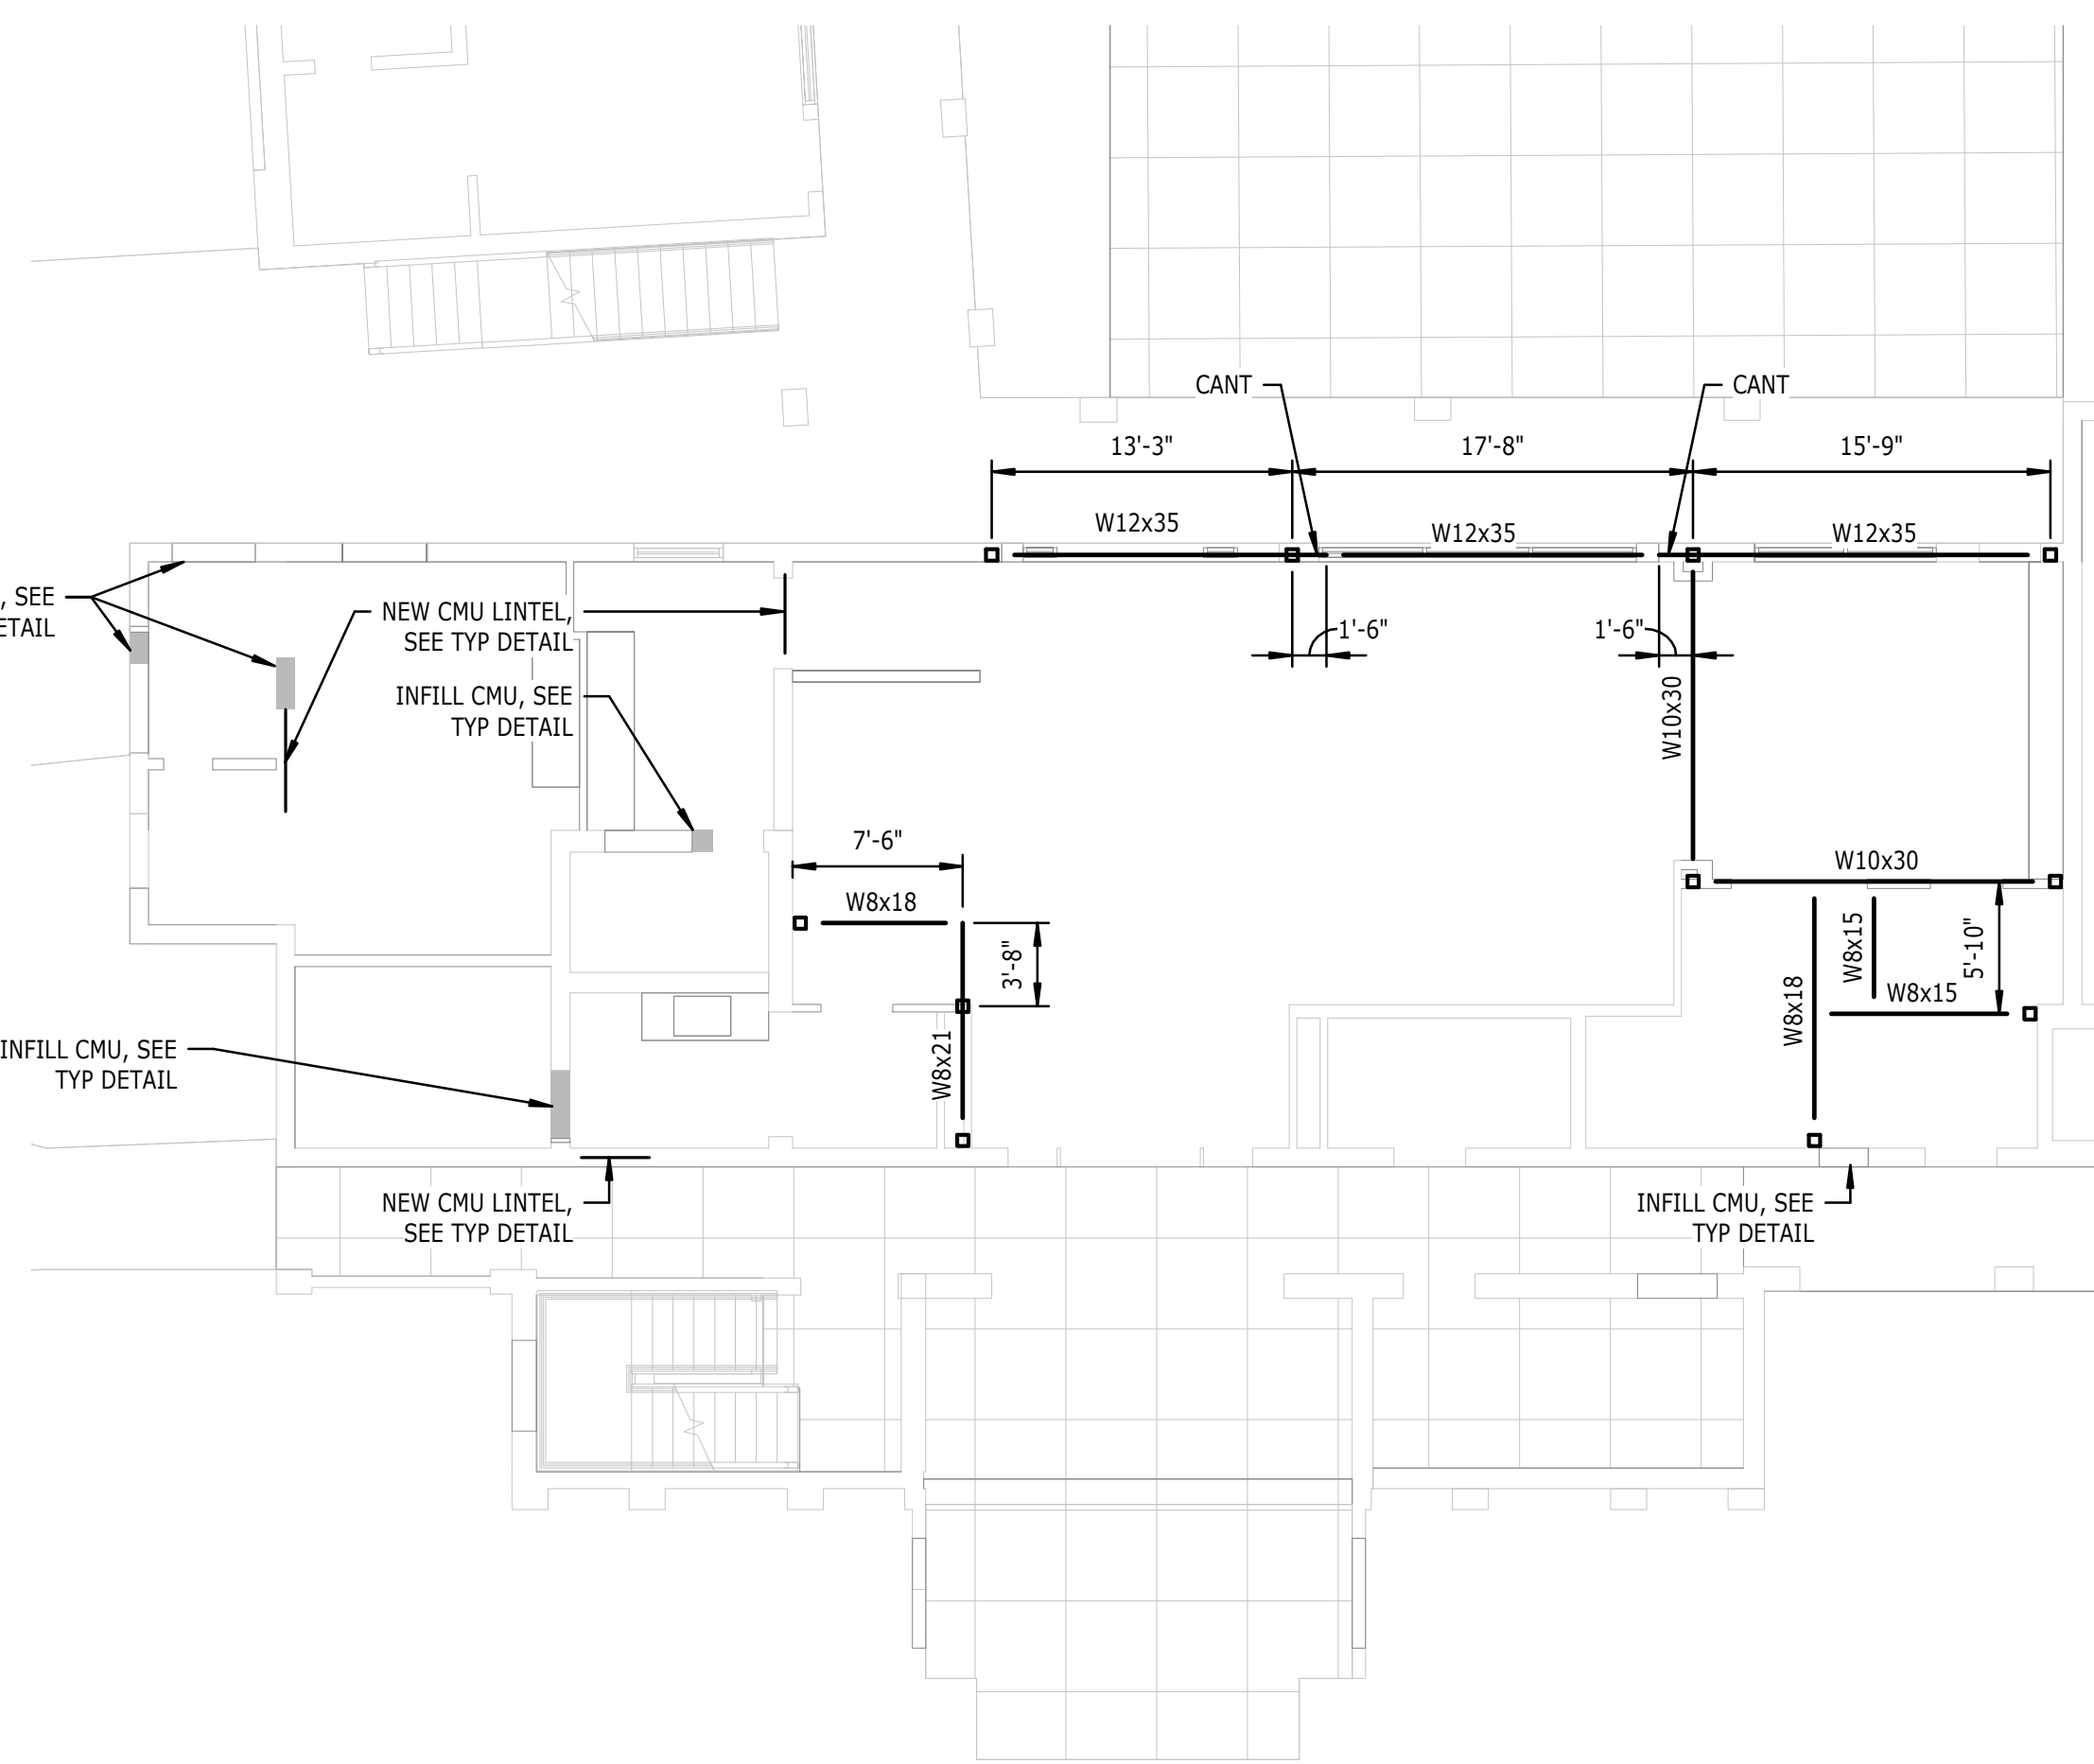 CANT
CANT
13'-3"
17'-8"
15'-9"
W12x35
W12x35
W12x35
, SEE
ETAIL
NEW CMU LINTEL,
SEE TYP DETAIL
1'-6"
1'-6"
INFILL CMU, SEE
TYP DETAIL
W10x30
7'-6"
W8x18
W10x30
3'-8"
W8x15
5'-10"
W8x18
W8x15
W8x21
INFILL CMU, SEE
TYP DETAIL
NEW CMU LINTEL,
SEE TYP DETAIL
INFILL CMU, SEE
TYP DETAIL